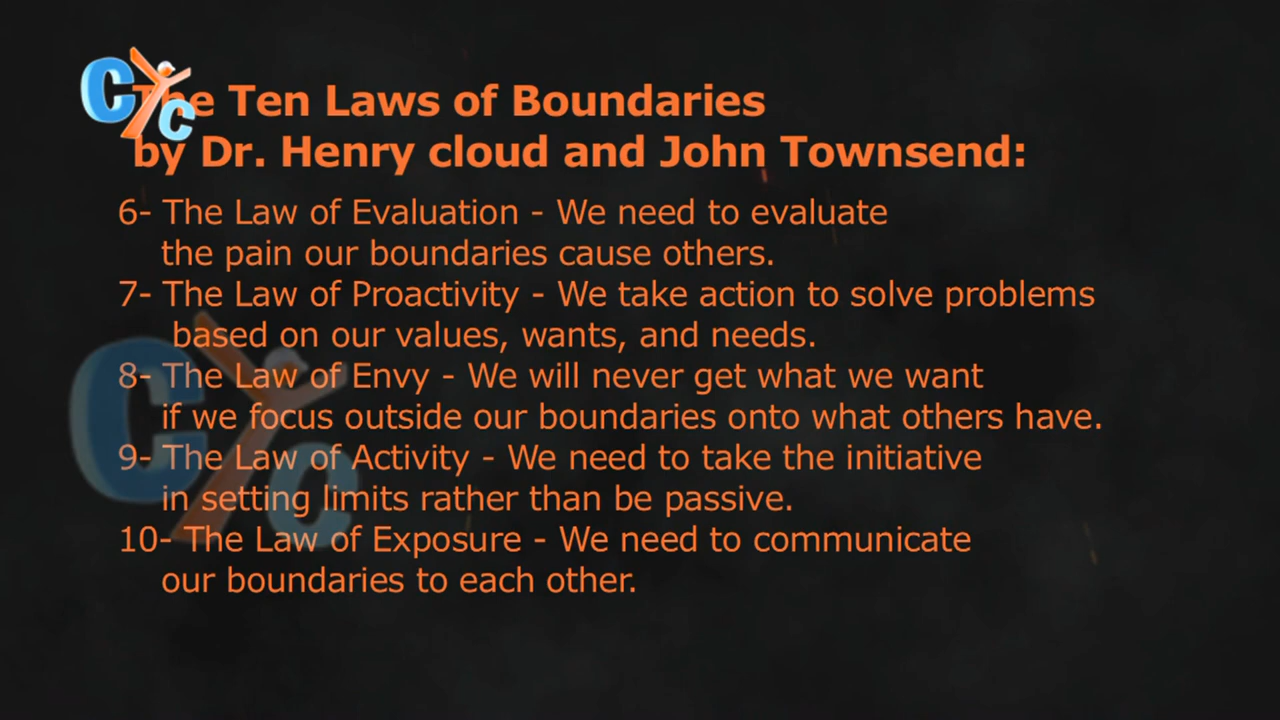 CYC
The Ten Laws of Boundaries
by Dr. Henry cloud and John Townsend:
6- The Law of Evaluation - We need to evaluate
the pain our boundaries cause others.
7- The Law of Proactivity - We take action to solve problems
based on our values, wants, and needs.
8- The Law of Envy - We will never get what we want
if we focus outside our boundaries onto what others have.
9- The Law of Activity - We need to take the initiative
in setting limits rather than be passive.
10- The Law of Exposure - We need to communicate
our boundaries to each other.
CYC